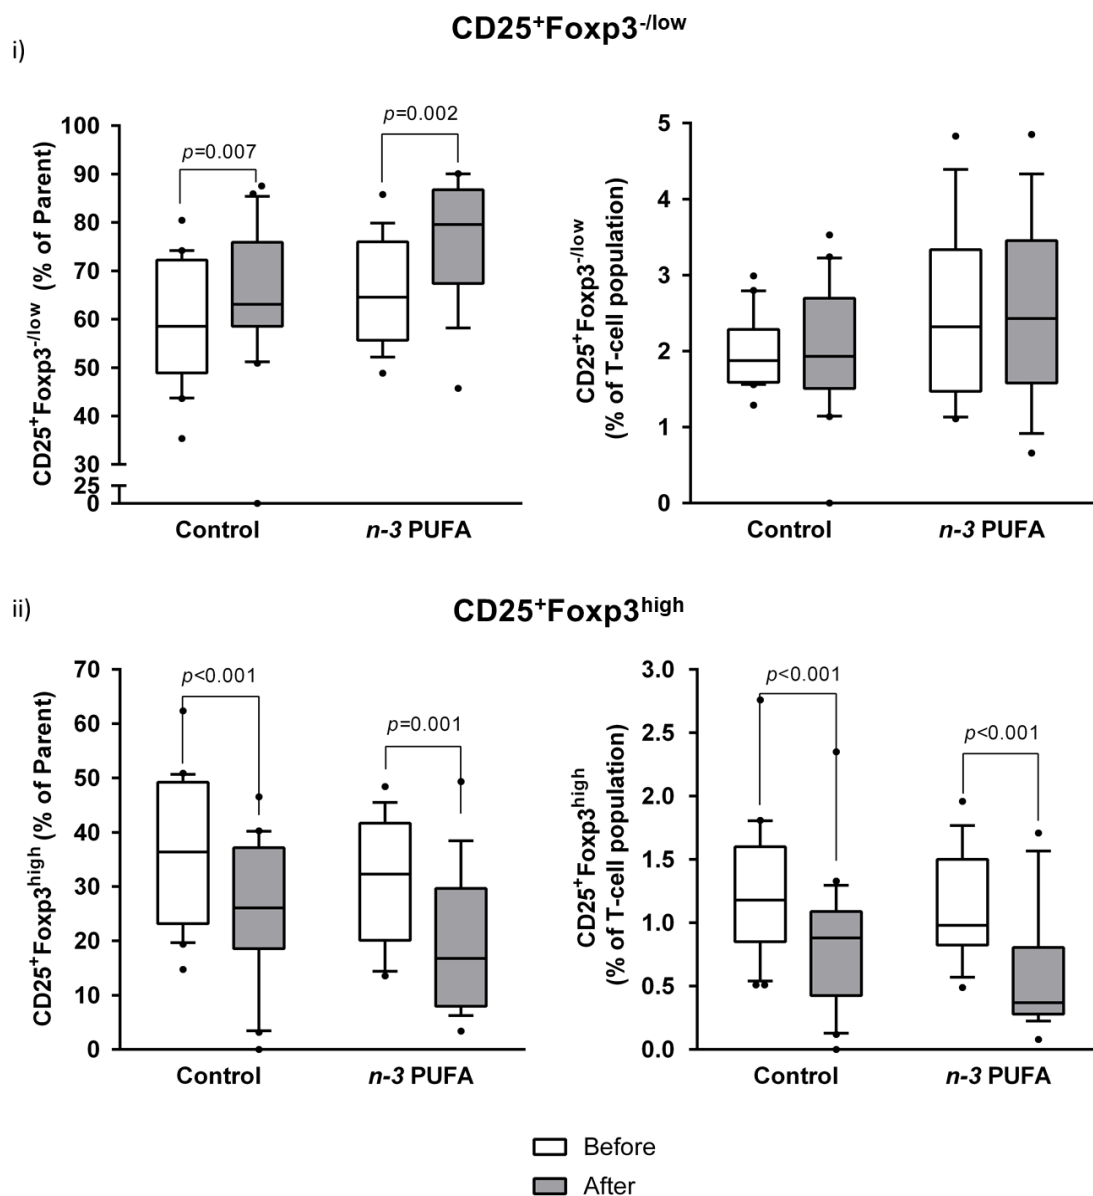 CD25⁺Foxp3⁻/ˡᵒʷ
i)
CD25⁺Foxp3⁻/ˡᵒʷ (% of Parent)
100
90
80
70
60
50
40
30
25
0
p=0.007
p=0.002
Control
n-3 PUFA
CD25⁺Foxp3⁻/ˡᵒʷ
(% of T-cell population)
5
4
3
2
1
0
Control
n-3 PUFA
ii)
CD25⁺Foxp3ʰⁱᵍʰ
CD25⁺Foxp3ʰⁱᵍʰ (% of Parent)
70
60
50
40
30
20
10
0
p<0.001
p=0.001
Control
n-3 PUFA
CD25⁺Foxp3ʰⁱᵍʰ
(% of T-cell population)
3.0
2.5
2.0
1.5
1.0
0.5
0.0
p<0.001
p<0.001
Control
n-3 PUFA
Before
After